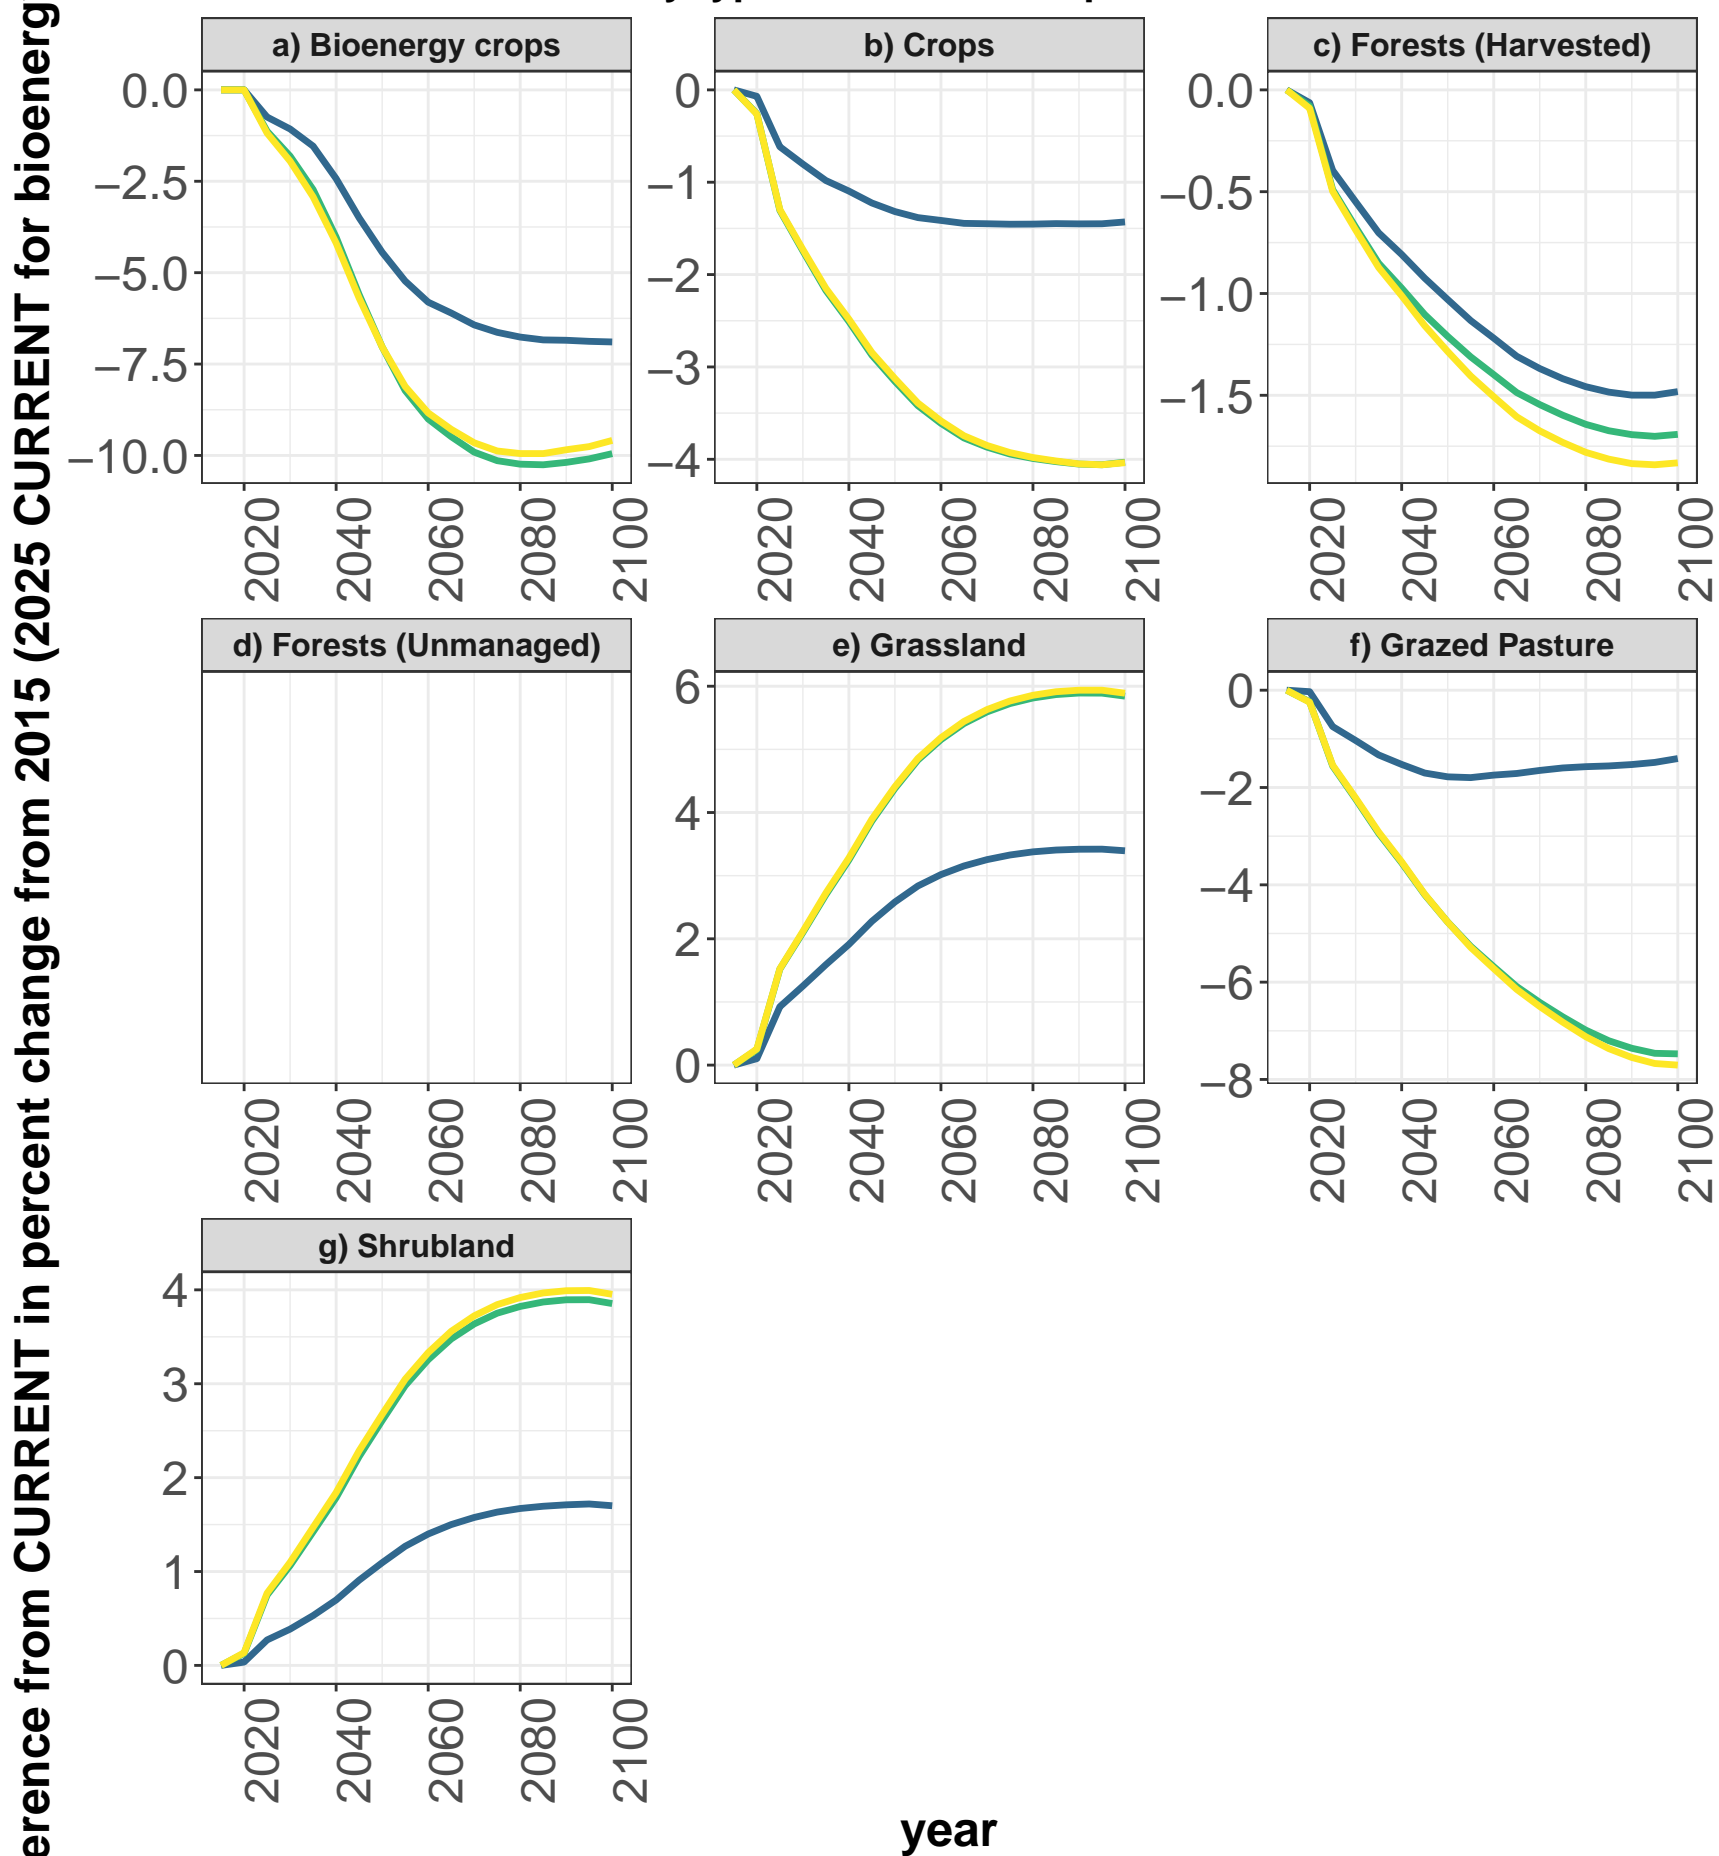 a) Bioenergy crops
b) Crops
c) Forests (Harvested)
0.0
−2.5
−5.0
−7.5
−10.0
0
−1
−2
−3
−4
0.0
−0.5
−1.0
−1.5
2020 2040 2060 2080 2100
2020 2040 2060 2080 2100
2020 2040 2060 2080 2100
d) Forests (Unmanaged)
e) Grassland
f) Grazed Pasture
6
4
2
0
0
−2
−4
−6
−8
2020 2040 2060 2080 2100
2020 2040 2060 2080 2100
2020 2040 2060 2080 2100
g) Shrubland
4
3
2
1
0
2020 2040 2060 2080 2100
year
erence from CURRENT in percent change from 2015 (2025 CURRENT for bioenerg